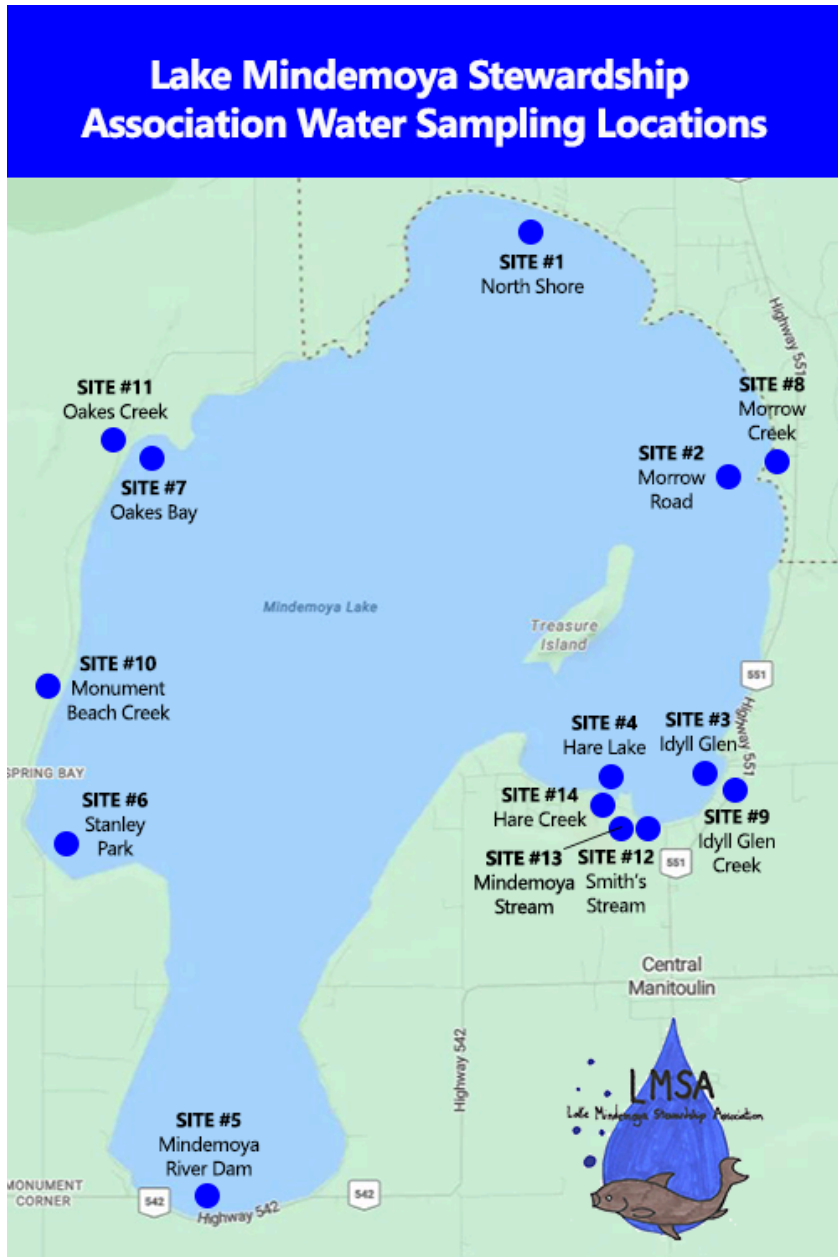 Lake Mindemoya Stewardship
Association Water Sampling Locations
SITE #1
North Shore
Highway 551
SITE #11
Oakes Creek
SITE #8
Morrow
Creek
SITE #7
Oakes Bay
SITE #2
Morrow
Road
Mindemoya Lake
Treasure
Island
SITE #10
Monument
Beach Creek
551
Highway 551
SITE #4
Hare Lake
SITE #3
Idyll Glen
SPRING BAY
SITE #6
Stanley
Park
SITE #14
Hare Creek
SITE #9
Idyll Glen
Creek
SITE #13
Mindemoya
Stream
SITE #12
Smith's
Stream
551
Central
Manitoulin
Highway 542
LMSA
Lake Mindemoya Stewardship Association
SITE #5
Mindemoya
River Dam
MONUMENT
CORNER
542
Highway 542
542